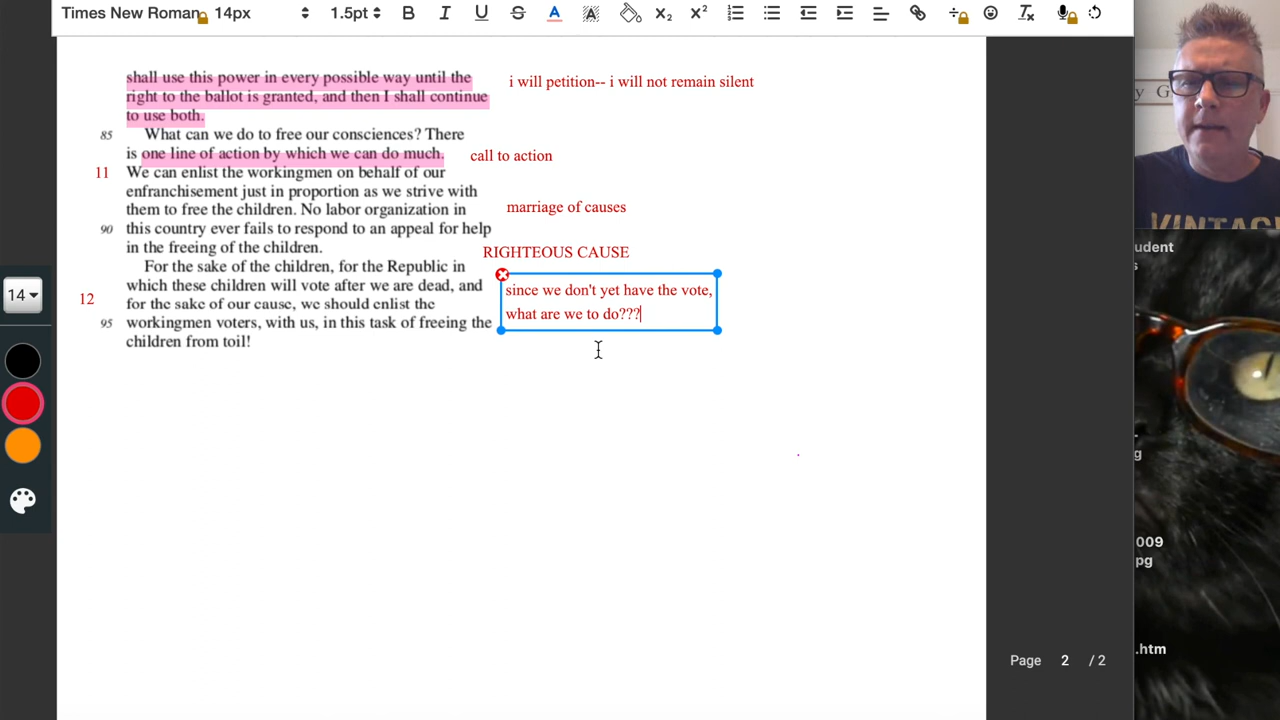 Times New Roman 14px 1.5pt B I U S A A X₂ X²
shall use this power in every possible way until the
i will petition-- i will not remain silent
right to the ballot is granted, and then I shall continue
to use both.
85 What can we do to free our consciences? There
is one line of action by which we can do much.
call to action
11 We can enlist the workingmen on behalf of our
enfranchisement just in proportion as we strive with
them to free the children. No labor organization in
marriage of causes
90 this country ever fails to respond to an appeal for help
in the freeing of the children.
RIGHTEOUS CAUSE
For the sake of the children, for the Republic in
which these children will vote after we are dead, and
12 for the sake of our cause, we should enlist the
95 workingmen voters, with us, in this task of freeing the
children from toil!
since we don't yet have the vote,
what are we to do???
14
Page 2 / 2
y G
VINTAGE
udent
s
g
009
pg
.htm